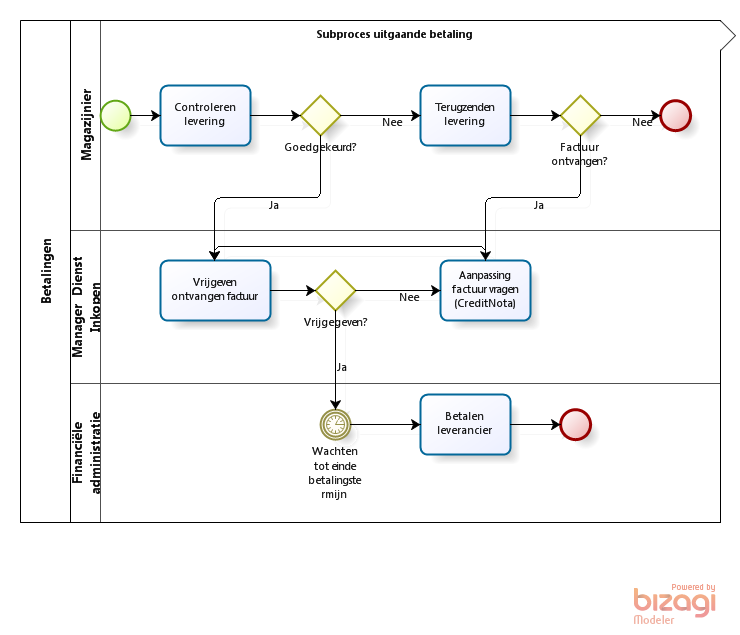 Subproces uitgaande betaling
Betalingen
Magazijnier
Controleren
levering
Goedgekeurd?
Nee
Ja
Terugzenden
levering
Factuur
ontvangen?
Nee
Ja
Manager Dienst
Inkopen
Vrijgeven
ontvangen factuur
Vrijgegeven?
Nee
Ja
Aanpassing
factuur vragen
(CreditNota)
Financiële
administratie
Wachten
tot einde
betalingste
rmijn
Betalen
leverancier
Powered by
bizagi
Modeler